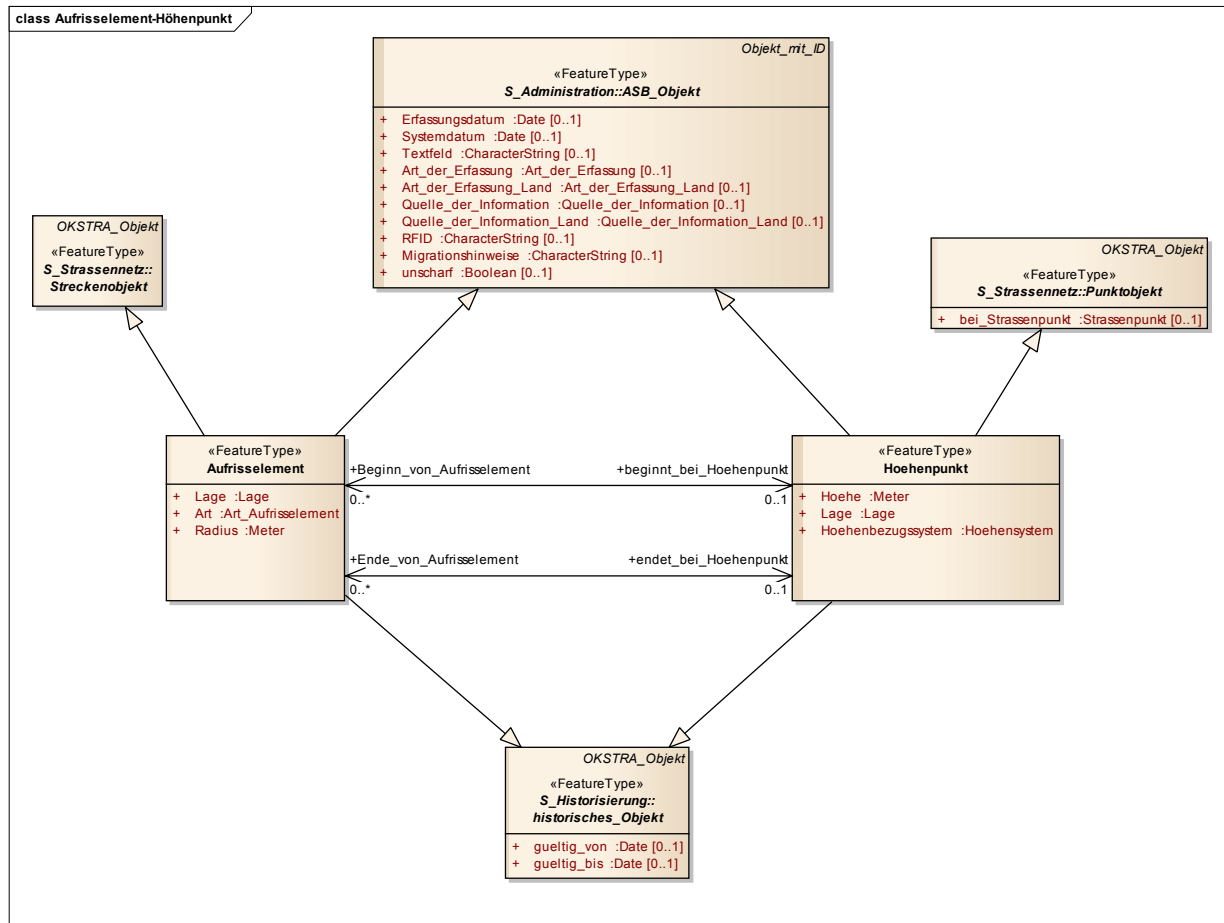 class Aufrisselement-Höhenpunkt
Objekt_mit_ID
«FeatureType»
S_Administration::ASB_Objekt
+ Erfassungsdatum :Date [0..1]
+ Systemdatum :Date [0..1]
+ Textfeld :CharacterString [0..1]
+ Art_der_Erfassung :Art_der_Erfassung [0..1]
+ Art_der_Erfassung_Land :Art_der_Erfassung_Land [0..1]
+ Quelle_der_Information :Quelle_der_Information [0..1]
+ Quelle_der_Information_Land :Quelle_der_Information_Land [0..1]
+ RFID :CharacterString [0..1]
+ Migrationshinweise :CharacterString [0..1]
+ unscharf :Boolean [0..1]
OKSTRA_Objekt
«FeatureType»
S_Strassennetz::
Streckenobjekt
OKSTRA_Objekt
«FeatureType»
S_Strassennetz::Punktobjekt
+ bei_Strassenpunkt :Strassenpunkt [0..1]
«FeatureType»
Aufrisselement
+ Lage :Lage
+ Art :Art_Aufrisselement
+ Radius :Meter
+Beginn_von_Aufrisselement
0..*
+beginnt_bei_Hoehenpunkt
0..1
+Ende_von_Aufrisselement
0..*
+endet_bei_Hoehenpunkt
0..1
«FeatureType»
Hoehenpunkt
+ Hoehe :Meter
+ Lage :Lage
+ Hoehenbezugssystem :Hoehensystem
OKSTRA_Objekt
«FeatureType»
S_Historisierung::
historisches_Objekt
+ gueltig_von :Date [0..1]
+ gueltig_bis :Date [0..1]